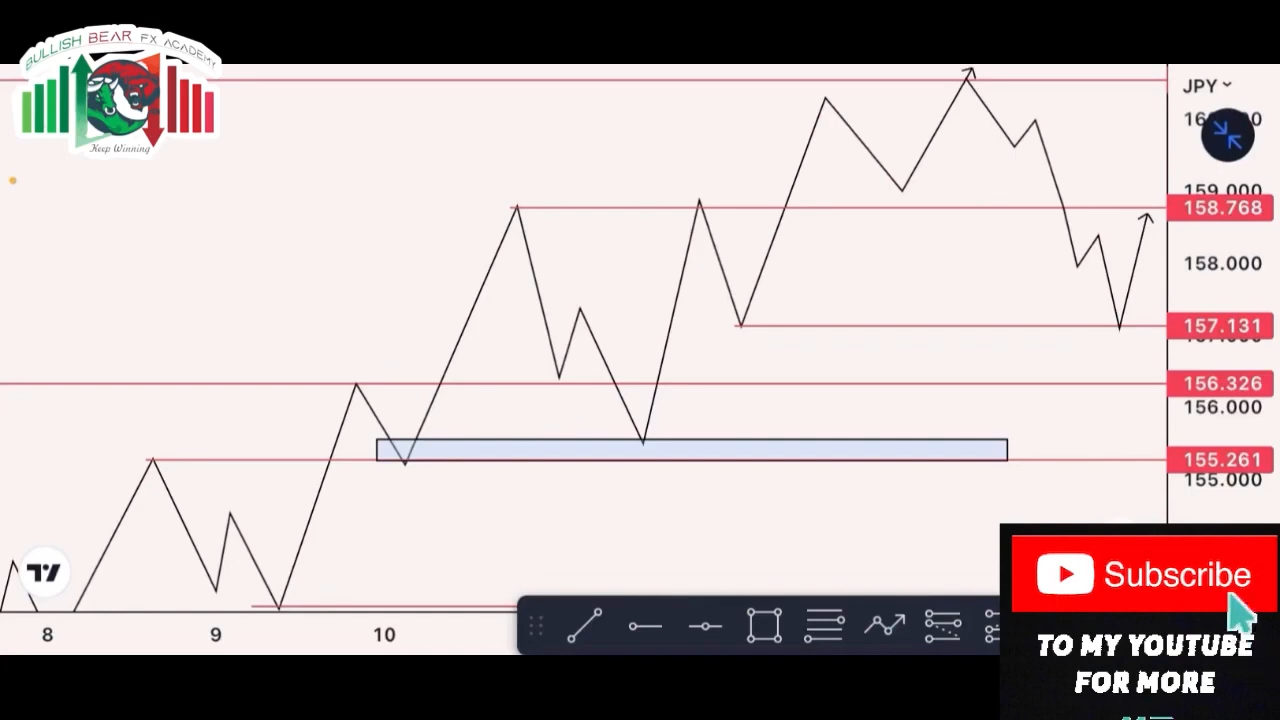 BULLISH BEAR FX ACADEMY
Keep Winning
JPY
159.000
158.768
158.000
157.131
156.326
156.000
155.261
155.000
8
9
10
Subscribe
TO MY YOUTUBE
FOR MORE